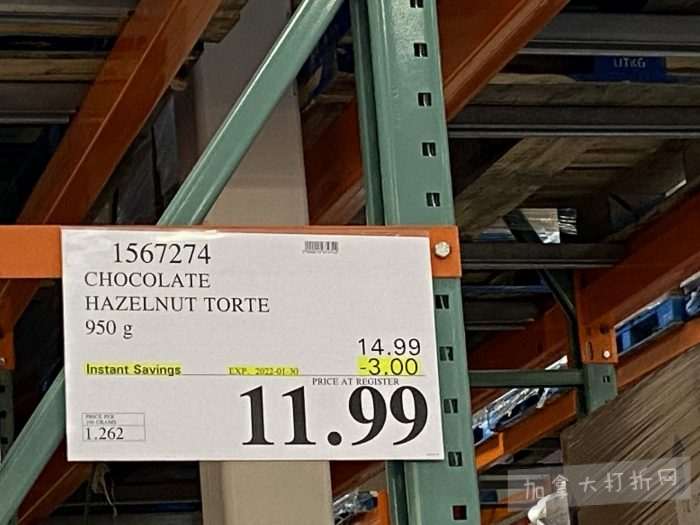 UTKG
1567274
CHOCOLATE
HAZELNUT TORTE
950 g
14.99
Instant Savings EXP. 2022-01-30 -3.00
PRICE AT REGISTER
11.99
PRICE PER
100 GRAMS
1.262
加拿大打折网